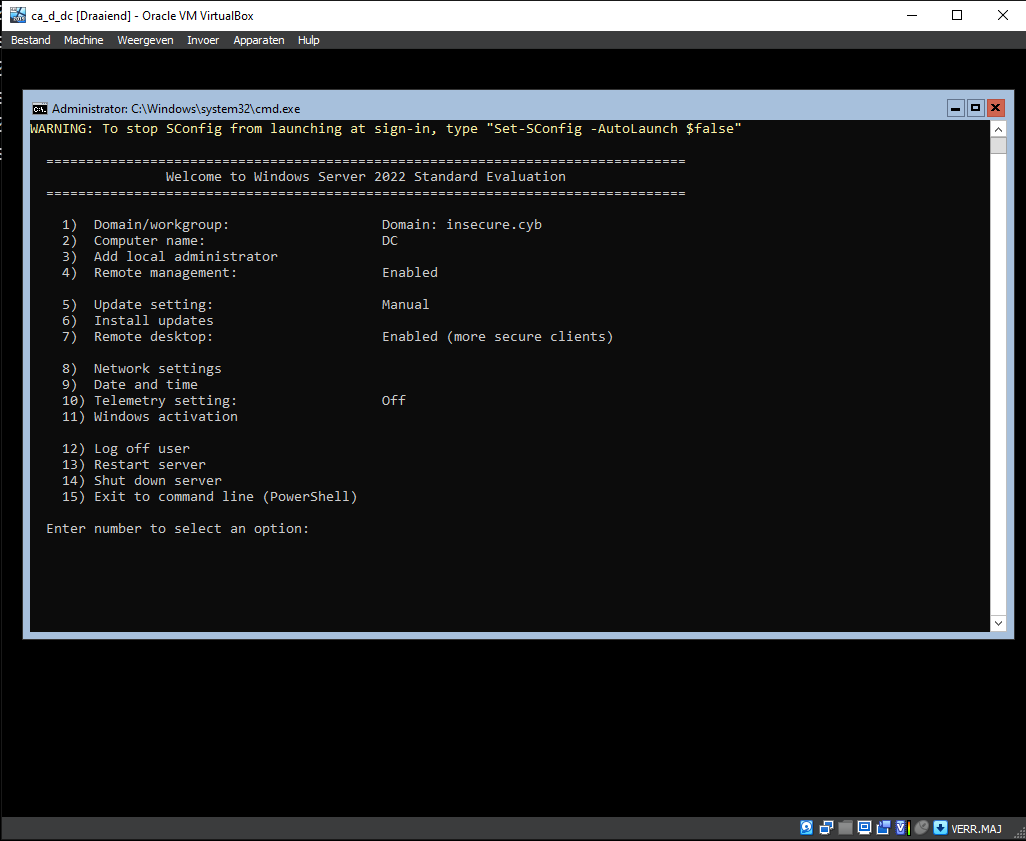 ca_d_dc [Draaiend] - Oracle VM VirtualBox
Bestand Machine Weergeven Invoer Apparaten Hulp
Administrator: C:\Windows\system32\cmd.exe
WARNING: To stop SConfig from launching at sign-in, type "Set-SConfig -AutoLaunch $false"
================================================================================
Welcome to Windows Server 2022 Standard Evaluation
================================================================================
1) Domain/workgroup: Domain: insecure.cyb
2) Computer name: DC
3) Add local administrator
4) Remote management: Enabled
5) Update setting: Manual
6) Install updates
7) Remote desktop: Enabled (more secure clients)
8) Network settings
9) Date and time
10) Telemetry setting: Off
11) Windows activation
12) Log off user
13) Restart server
14) Shut down server
15) Exit to command line (PowerShell)
Enter number to select an option:
VERR.MAJ